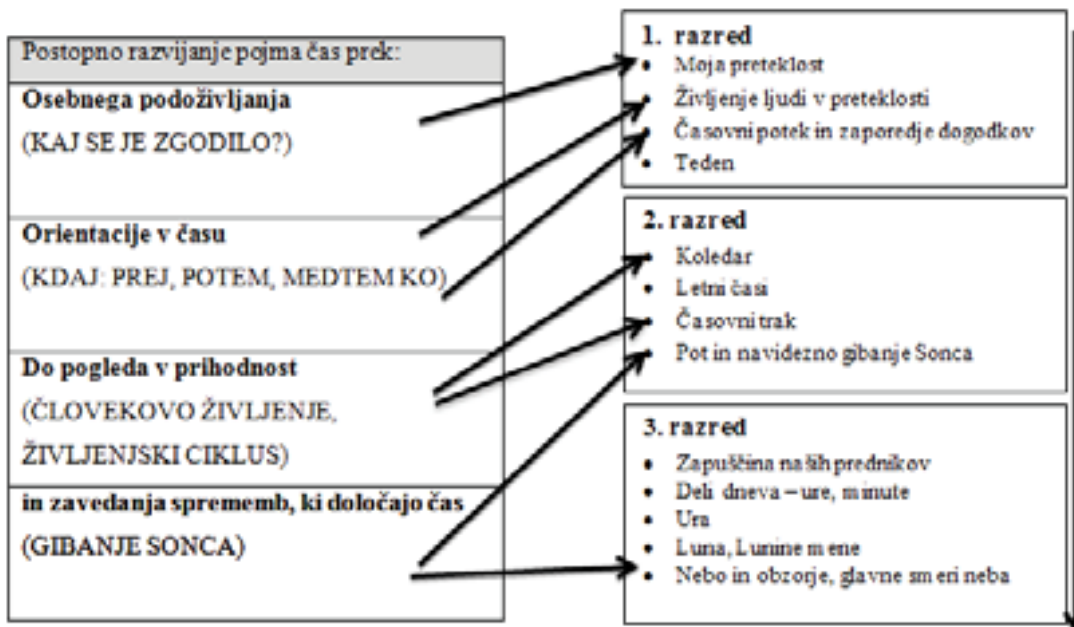 Postopno razvijanje pojma čas prek:
Osebnega podoživljanja
(KAJ SE JE ZGODILO?)
Orientacije v času
(KDAJ: PREJ, POTEM, MEDTEM KO)
Do pogleda v prihodnost
(ČLOVEKOVO ŽIVLJENJE,
ŽIVLJENJSKI CIKLUS)
in zavedanja sprememb, ki določajo čas
(GIBANJE SONCA)
1. razred
• Moja preteklost
• Življenje ljudi v preteklosti
• Časovni potek in zaporedje dogodkov
• Teden
2. razred
• Koledar
• Letni časi
• Časovni trak
• Pot in navidezno gibanje Sonca
3. razred
• Zapuščina naših prednikov
• Deli dneva – ure, minute
• Ura
• Luna, Lunine mene
• Nebo in obzorje, glavne smeri neba